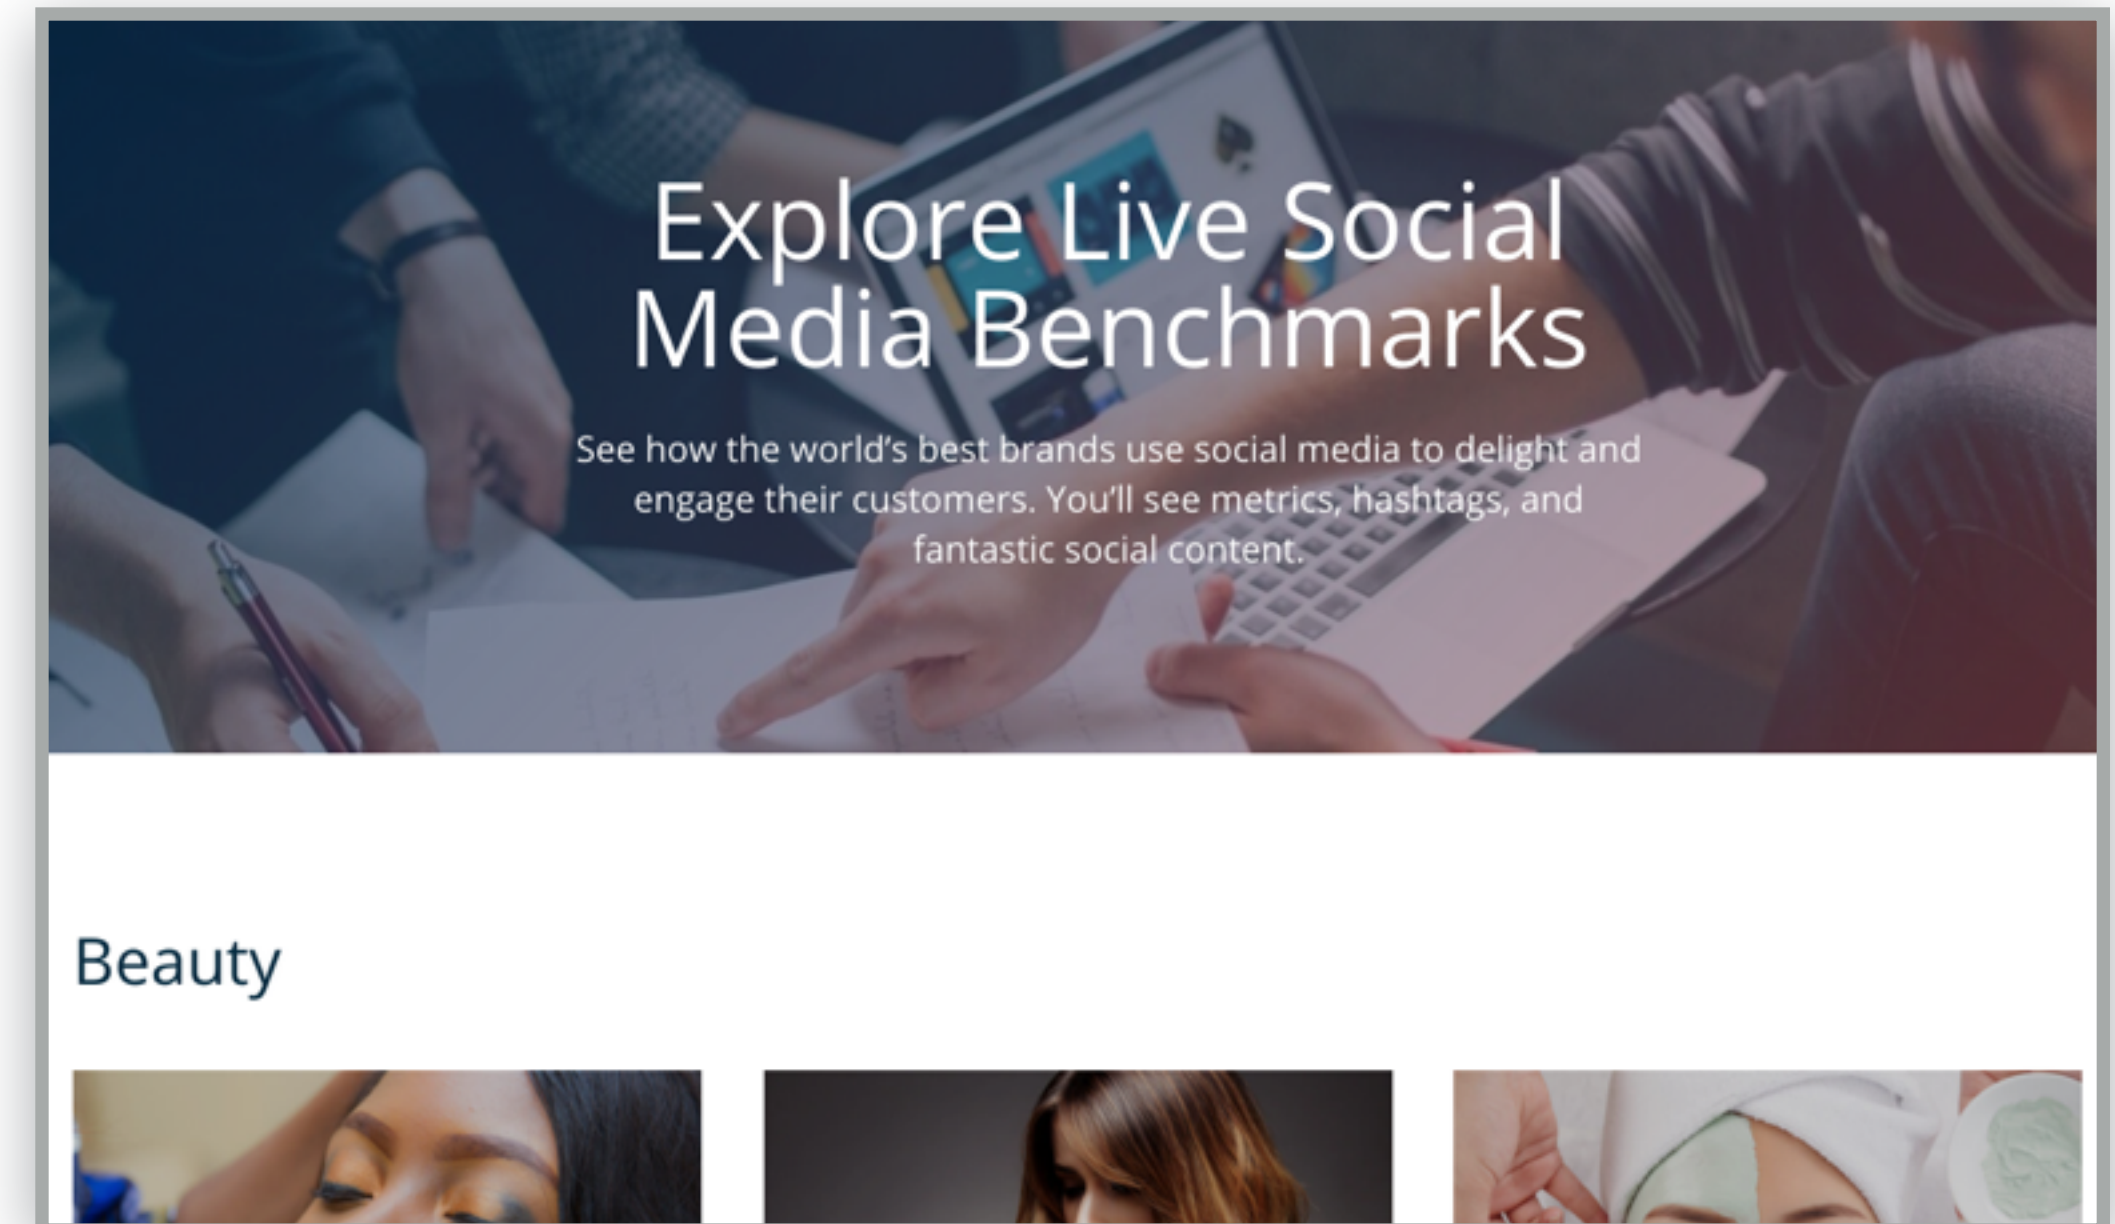 Explore Live Social
Media Benchmarks
See how the world’s best brands use social media to delight and
engage their customers. You’ll see metrics, hashtags, and
fantastic social content.
Beauty